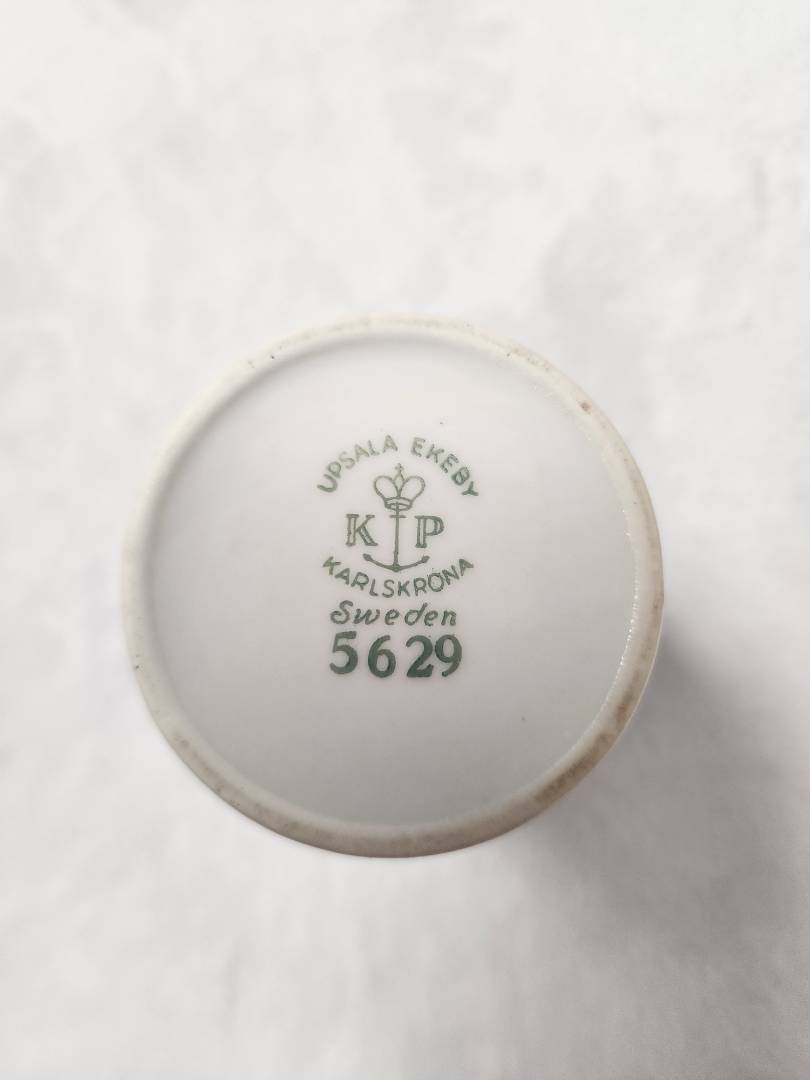 UPSALA EKEBY
K P
KARLSKRONA
Sweden
5629